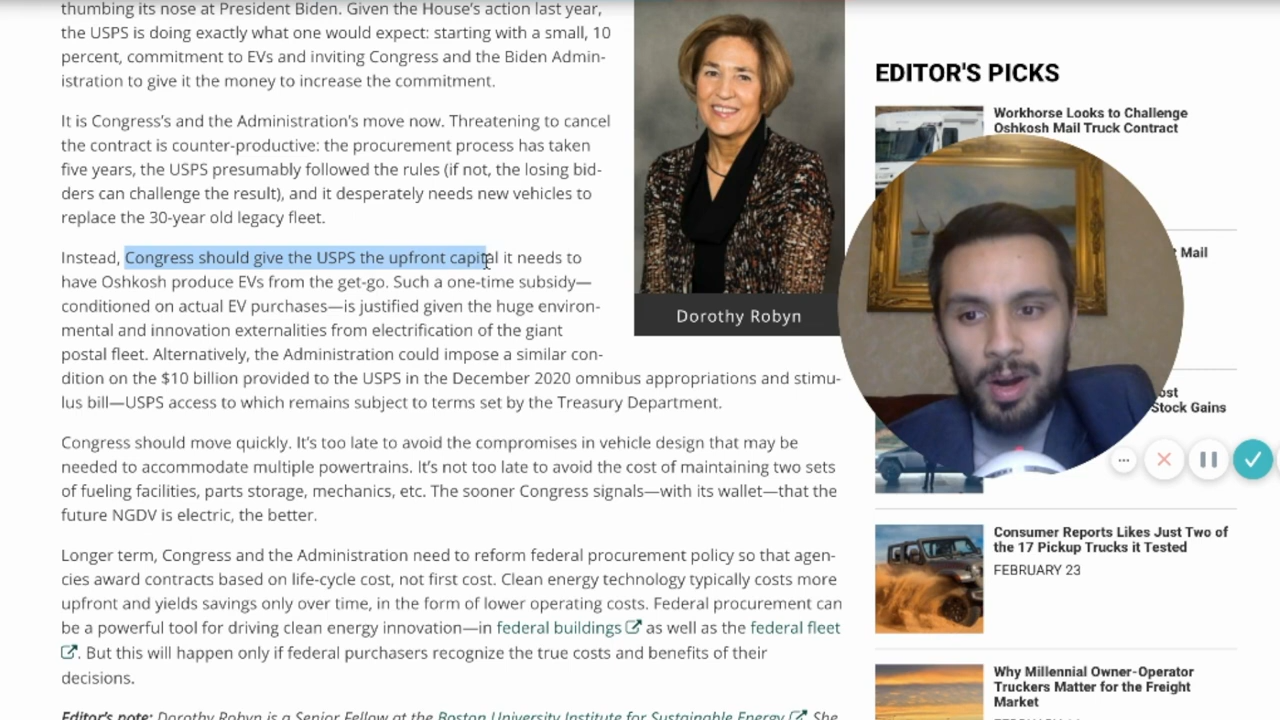 thumbing its nose at President Biden. Given the House's action last year,
the USPS is doing exactly what one would expect: starting with a small, 10
percent, commitment to EVs and inviting Congress and the Biden Admin-
istration to give it the money to increase the commitment.
It is Congress's and the Administration's move now. Threatening to cancel
the contract is counter-productive: the procurement process has taken
five years, the USPS presumably followed the rules (if not, the losing bid-
ders can challenge the result), and it desperately needs new vehicles to
replace the 30-year old legacy fleet.
Instead, Congress should give the USPS the upfront capital it needs to
have Oshkosh produce EVs from the get-go. Such a one-time subsidy—
conditioned on actual EV purchases—is justified given the huge environ-
mental and innovation externalities from electrification of the giant
postal fleet. Alternatively, the Administration could impose a similar con-
dition on the $10 billion provided to the USPS in the December 2020 omnibus appropriations and stimu-
lus bill—USPS access to which remains subject to terms set by the Treasury Department.
Congress should move quickly. It's too late to avoid the compromises in vehicle design that may be
needed to accommodate multiple powertrains. It's not too late to avoid the cost of maintaining two sets
of fueling facilities, parts storage, mechanics, etc. The sooner Congress signals—with its wallet—that the
future NGDV is electric, the better.
Longer term, Congress and the Administration need to reform federal procurement policy so that agen-
cies award contracts based on life-cycle cost, not first cost. Clean energy technology typically costs more
upfront and yields savings only over time, in the form of lower operating costs. Federal procurement can
be a powerful tool for driving clean energy innovation—in federal buildings as well as the federal fleet
. But this will happen only if federal purchasers recognize the true costs and benefits of their
decisions.
Editor's note: Dorothy Robyn is a Senior Fellow at the Boston University Institute for Sustainable Energy She
Dorothy Robyn
EDITOR'S PICKS
Workhorse Looks to Challenge
Oshkosh Mail Truck Contract
Mail
Stock Gains
Consumer Reports Likes Just Two of
the 17 Pickup Trucks it Tested
FEBRUARY 23
Why Millennial Owner-Operator
Truckers Matter for the Freight
Market